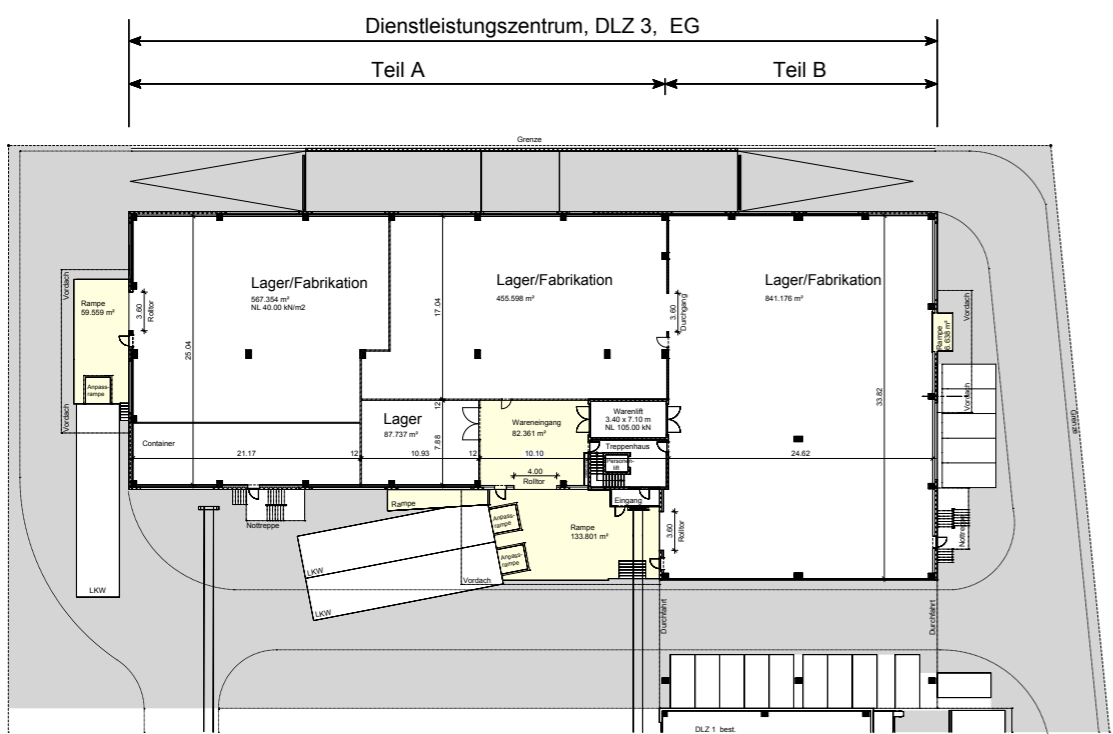 Dienstleistungszentrum, DLZ 3, EG
Teil A
Teil B
Grenze
Vordach
Rampe
59.559 m²
3.60
Rolltor
Lager/Fabrikation
567.354 m²
NL 40.00 kN/m2
25.04
17.04
Lager/Fabrikation
455.598 m²
3.60
Durchgang
Lager/Fabrikation
841.176 m²
33.82
Vordach
Rampe
6.638 m²
Vordach
Grenze
Anpass-
rampe
Vordach
Container
21.17
12
Lager
87.737 m²
12
7.88
10.93
12
Wareneingang
82.361 m²
10.10
4.00
Rolltor
Warenlift
3.40 x 7.10 m
NL 105.00 kN
Treppenhaus
Personen-
lift
24.62
Nottreppe
Rampe
Eingang
Anpass-
rampe
Rampe
133.801 m²
3.60
Rolltor
Anpass-
rampe
Nottreppe
LKW
LKW
LKW
Vordach
Durchfahrt
Durchfahrt
DLZ 1 best.